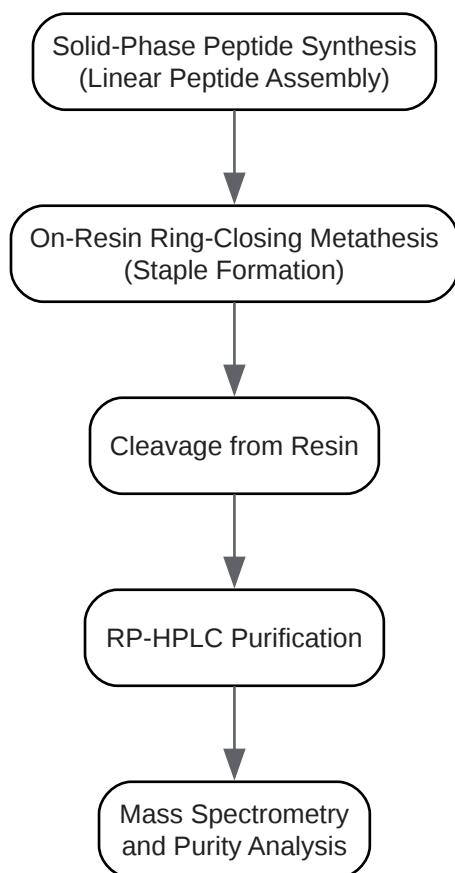 Solid-Phase Peptide Synthesis
(Linear Peptide Assembly)
On-Resin Ring-Closing Metathesis
(Staple Formation)
Cleavage from Resin
RP-HPLC Purification
Mass Spectrometry
and Purity Analysis